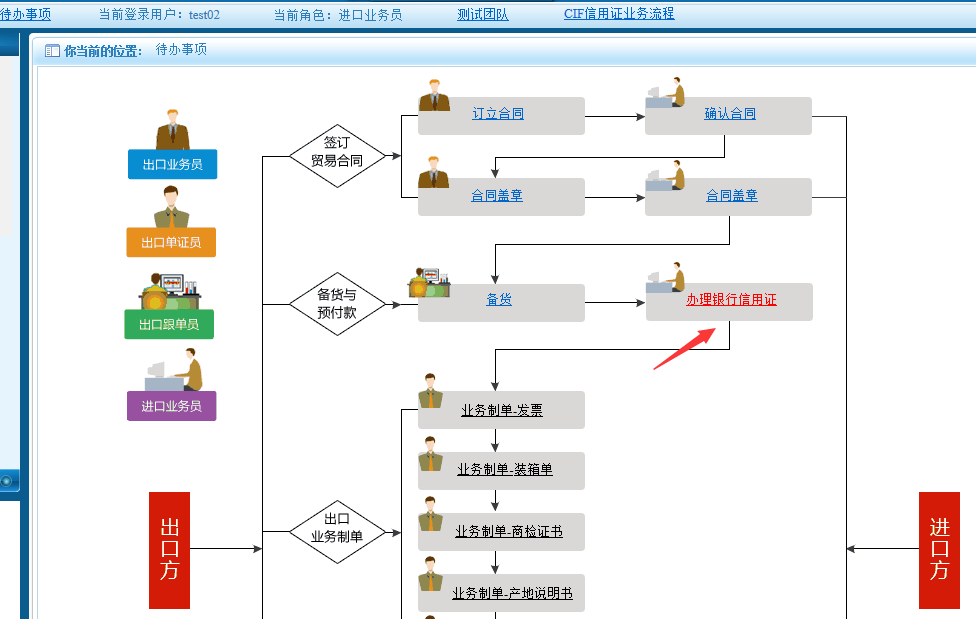 待办事项
当前登录用户：test02
当前角色：进口业务员
测试团队
CIF信用证业务流程
你当前的位置：
待办事项
签订
贸易合同
订立合同
确认合同
出口业务员
合同盖章
合同盖章
出口单证员
备货与
预付款
备货
办理银行信用证
出口跟单员
进口业务员
业务制单-发票
业务制单-装箱单
出口
业务制单
业务制单-商检证书
业务制单-产地说明书
出口方
进口方